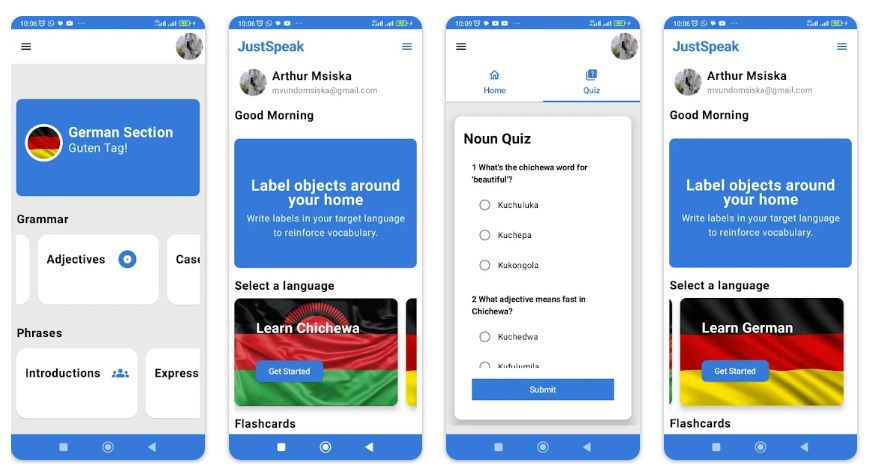 10:06
German Section
Guten Tag!
Grammar
Adjectives
Case
Phrases
Introductions
Express
10:06
JustSpeak
Arthur Msiska
mvundomsiska@gmail.com
Good Morning
Label objects around
your home
Write labels in your target language
to reinforce vocabulary.
Select a language
Learn Chichewa
Get Started
Flashcards
10:09
Home
Quiz
Noun Quiz
1 What's the chichewa word for
'beautiful'?
Kuchuluka
Kuchepa
Kukongola
2 What adjective means fast in
Chichewa?
Kuchedwa
Kufulumila
Submit
10:06
JustSpeak
Arthur Msiska
mvundomsiska@gmail.com
Good Morning
Label objects around
your home
Write labels in your target language
to reinforce vocabulary.
Select a language
Learn German
Get Started
Flashcards